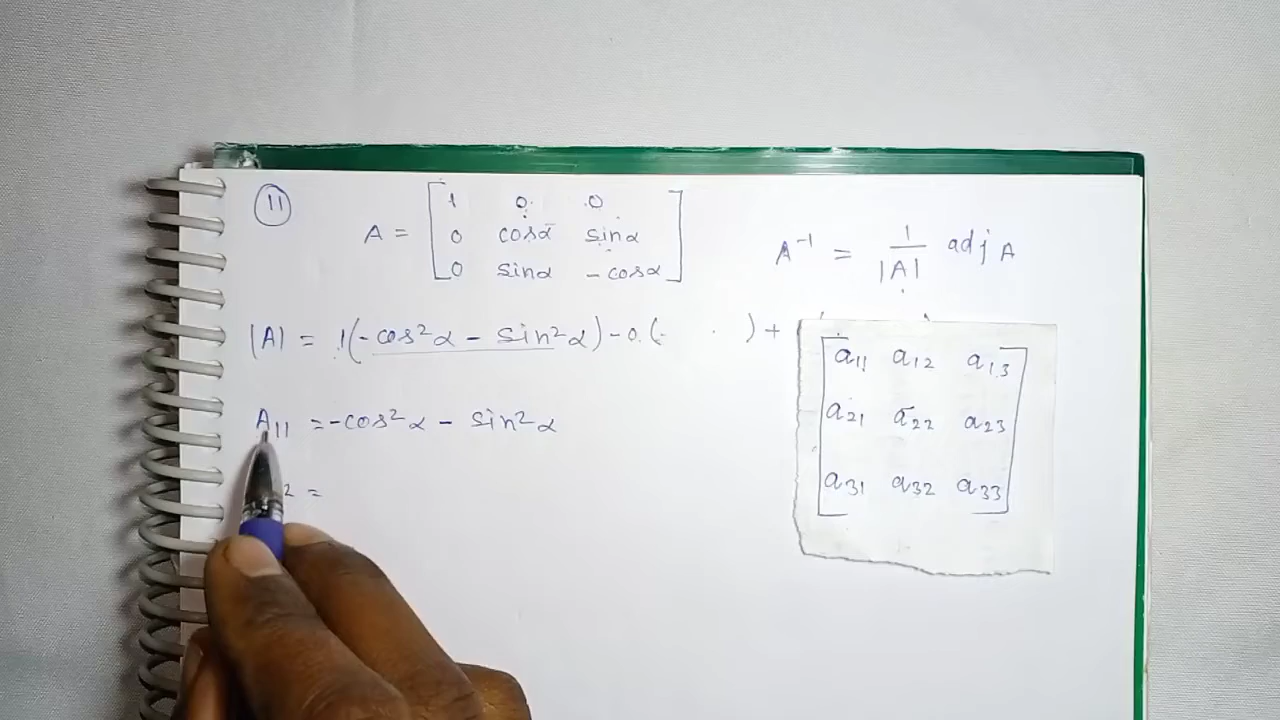 11
A = [ 1 0 0
0 cosα sinα
0 sinα - cosα ]
A⁻¹ = 1/|A| adj A
|A| = 1(-cos²α - sin²α) - 0( ) +
A₁₁ = -cos²α - sin²α
₂ =
a₁₁ a₁₂ a₁₃
a₂₁ a₂₂ a₂₃
a₃₁ a₃₂ a₃₃